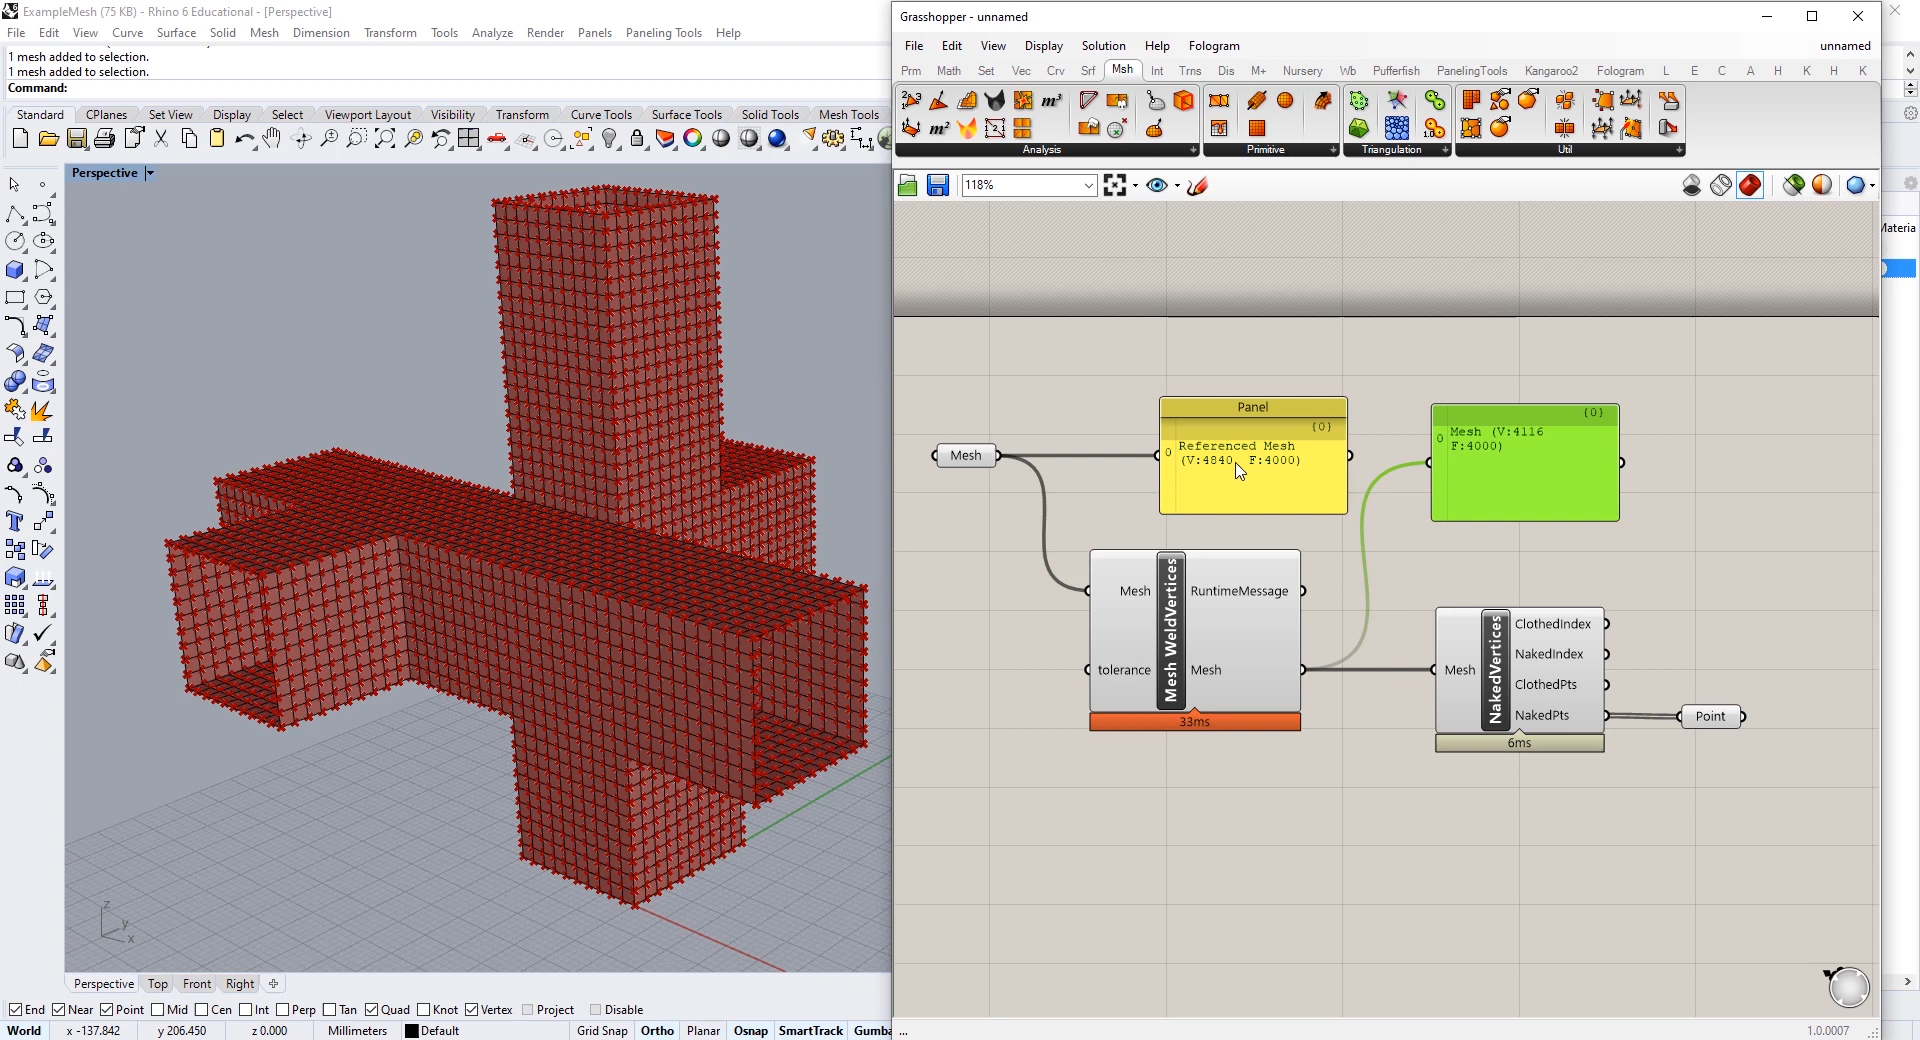 ExampleMesh (75 KB) - Rhino 6 Educational - [Perspective]
File Edit View Curve Surface Solid Mesh Dimension Transform Tools Analyze Render Panels Paneling Tools Help
1 mesh added to selection.
1 mesh added to selection.
Command:
Standard CPlanes Set View Display Select Viewport Layout Visibility Transform Curve Tools Surface Tools Solid Tools Mesh Tools
Perspective
z
y
x
Perspective Top Front Right
End Near Point Mid Cen Int Perp Tan Quad Knot Vertex Project Disable
World x -137.842 y 206.450 z 0.000 Millimeters Default Grid Snap Ortho Planar Osnap SmartTrack Gumba
Grasshopper - unnamed
File Edit View Display Solution Help Fologram unnamed
Prm Math Set Vec Crv Srf Msh Int Trns Dis M+ Nursery Wb Pufferfish PanelingTools Kangaroo2 Fologram L E C A H K H K
Analysis Primitive Triangulation Util
118%
Materia
Mesh
Panel
{0}
0 Referenced Mesh
(V:4840 F:4000)
{0}
0 Mesh (V:4116
F:4000)
Mesh
tolerance
Mesh WeldVertices
RuntimeMessage
Mesh
33ms
Mesh
NakedVertices
ClothedIndex
NakedIndex
ClothedPts
NakedPts
6ms
Point
...
1.0.0007